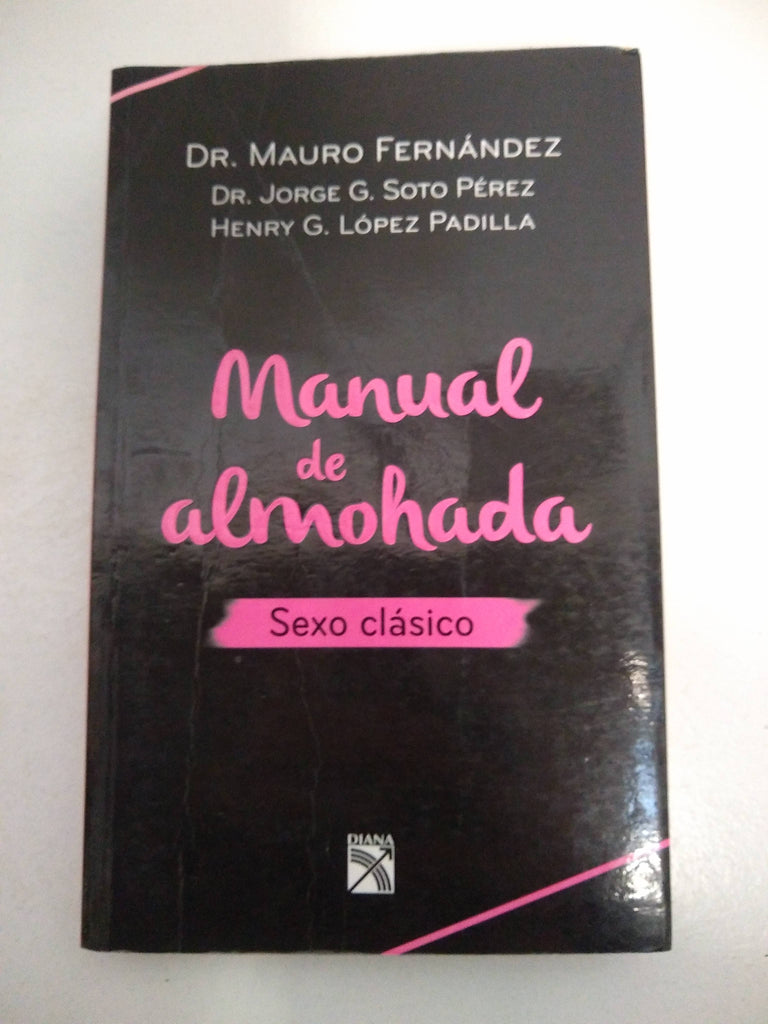 DR. MAURO FERNÁNDEZ
DR. JORGE G. SOTO PÉREZ
HENRY G. LÓPEZ PADILLA
Manual
de
almohada
Sexo clásico
DIANA